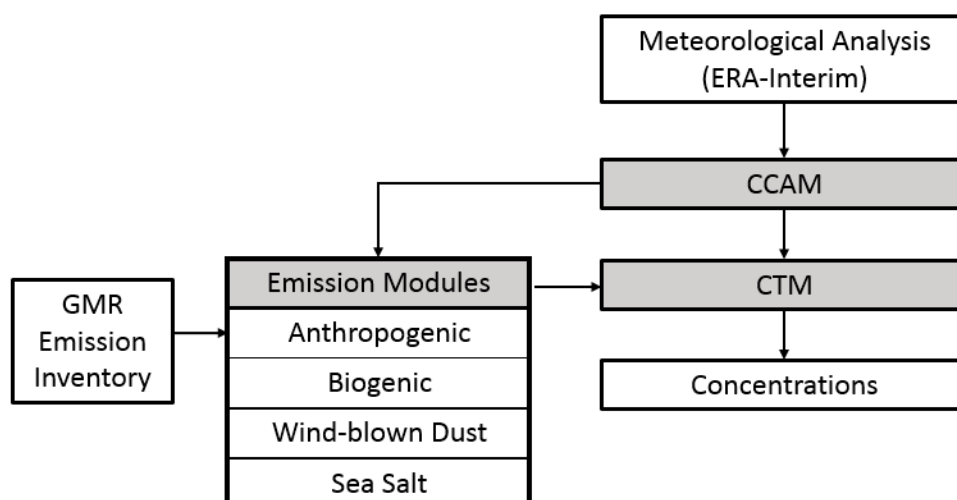 Meteorological Analysis
(ERA-Interim)
CCAM
Emission Modules
CTM
GMR
Emission
Inventory
Anthropogenic
Biogenic
Concentrations
Wind-blown Dust
Sea Salt